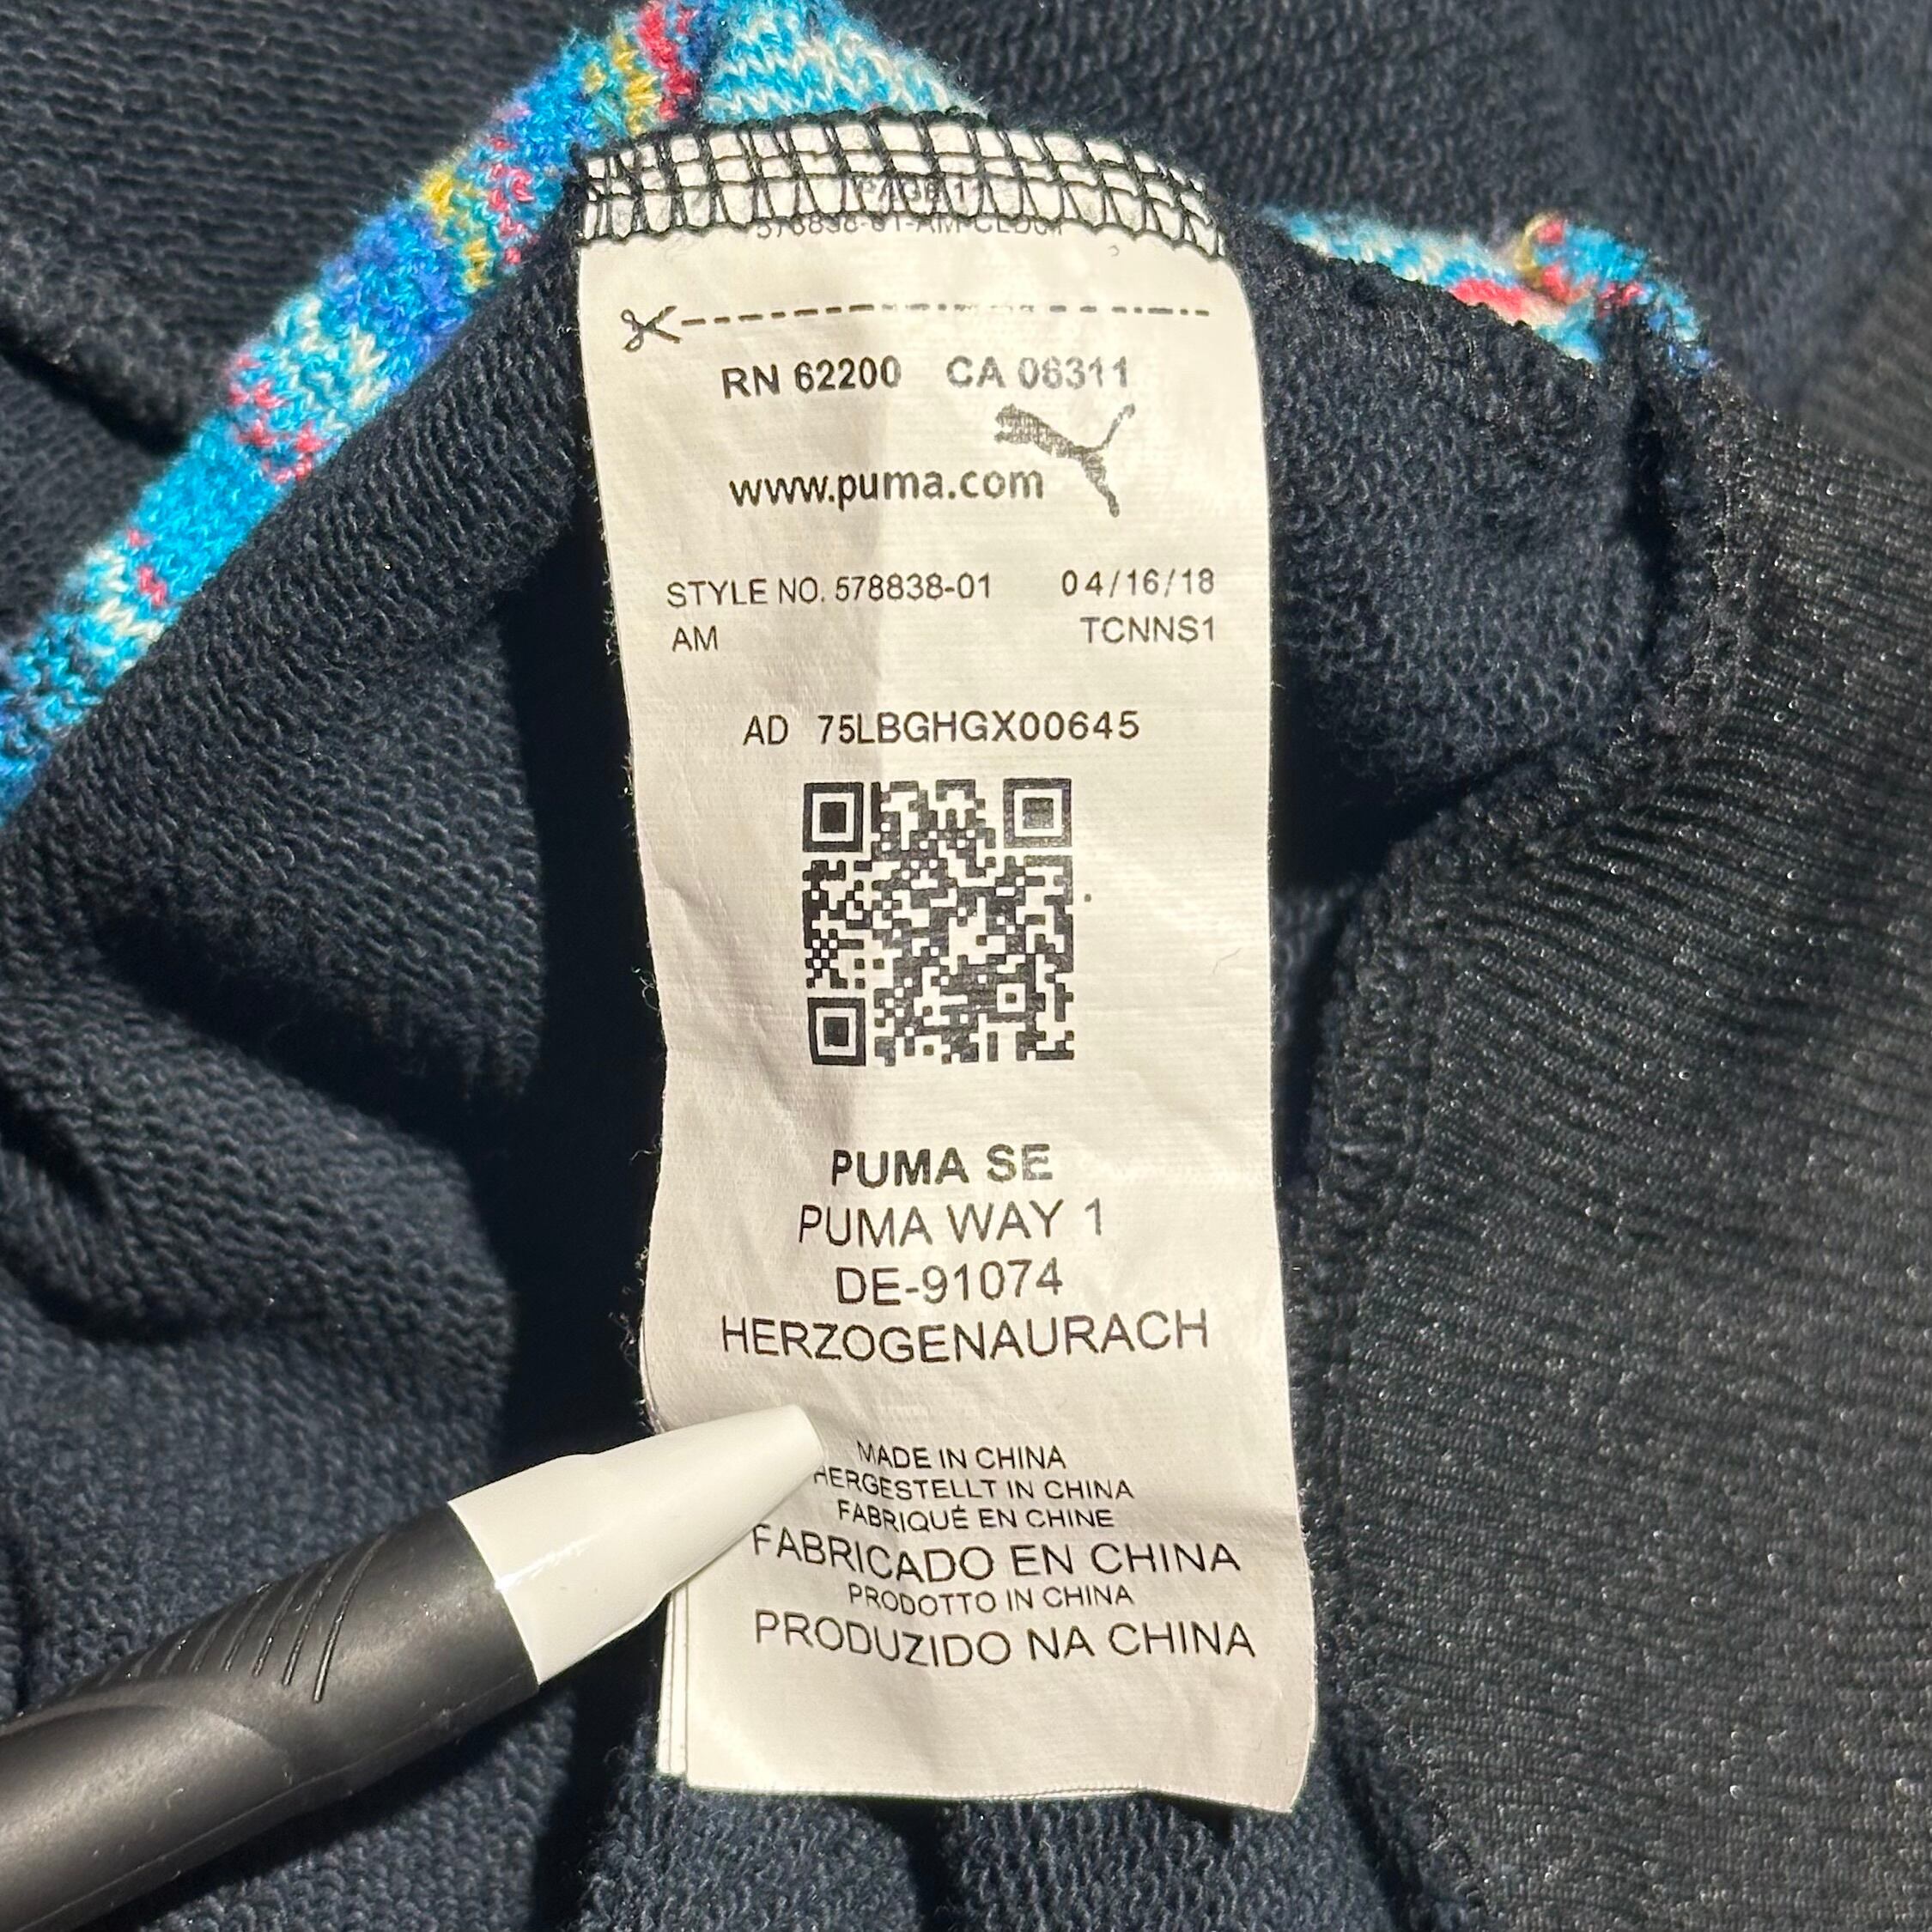 RN 62200 CA 06311
www.puma.com
STYLE NO. 578838-01 04/16/18
AM TCNNS1
AD 75LBGHGX00645
PUMA SE
PUMA WAY 1
DE-91074
HERZOGENAURACH
MADE IN CHINA
HERGESTELLT IN CHINA
FABRIQUÉ EN CHINE
FABRICADO EN CHINA
PRODOTTO IN CHINA
PRODUZIDO NA CHINA